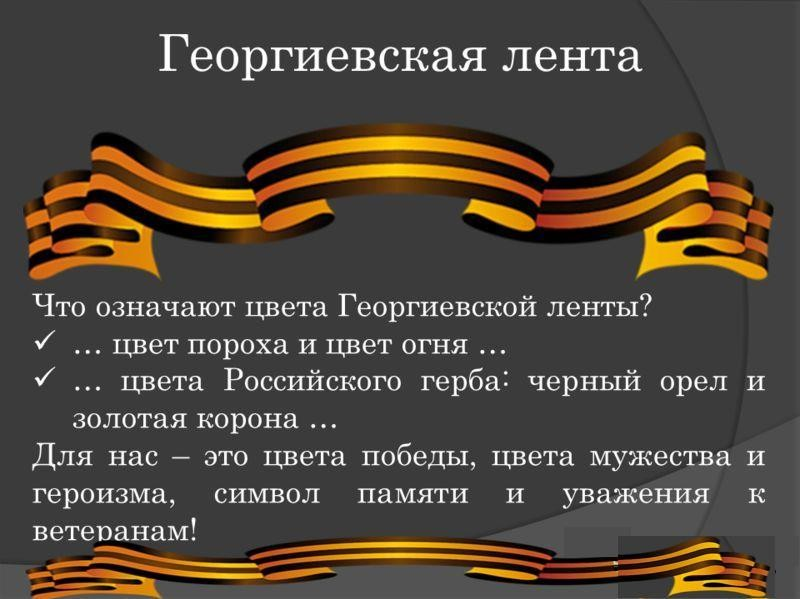 Георгиевская лента
Что означают цвета Георгиевской ленты?
✓ … цвет пороха и цвет огня …
✓ … цвета Российского герба: черный орел и
золотая корона …
Для нас – это цвета победы, цвета мужества и
героизма, символ памяти и уважения к
ветеранам!